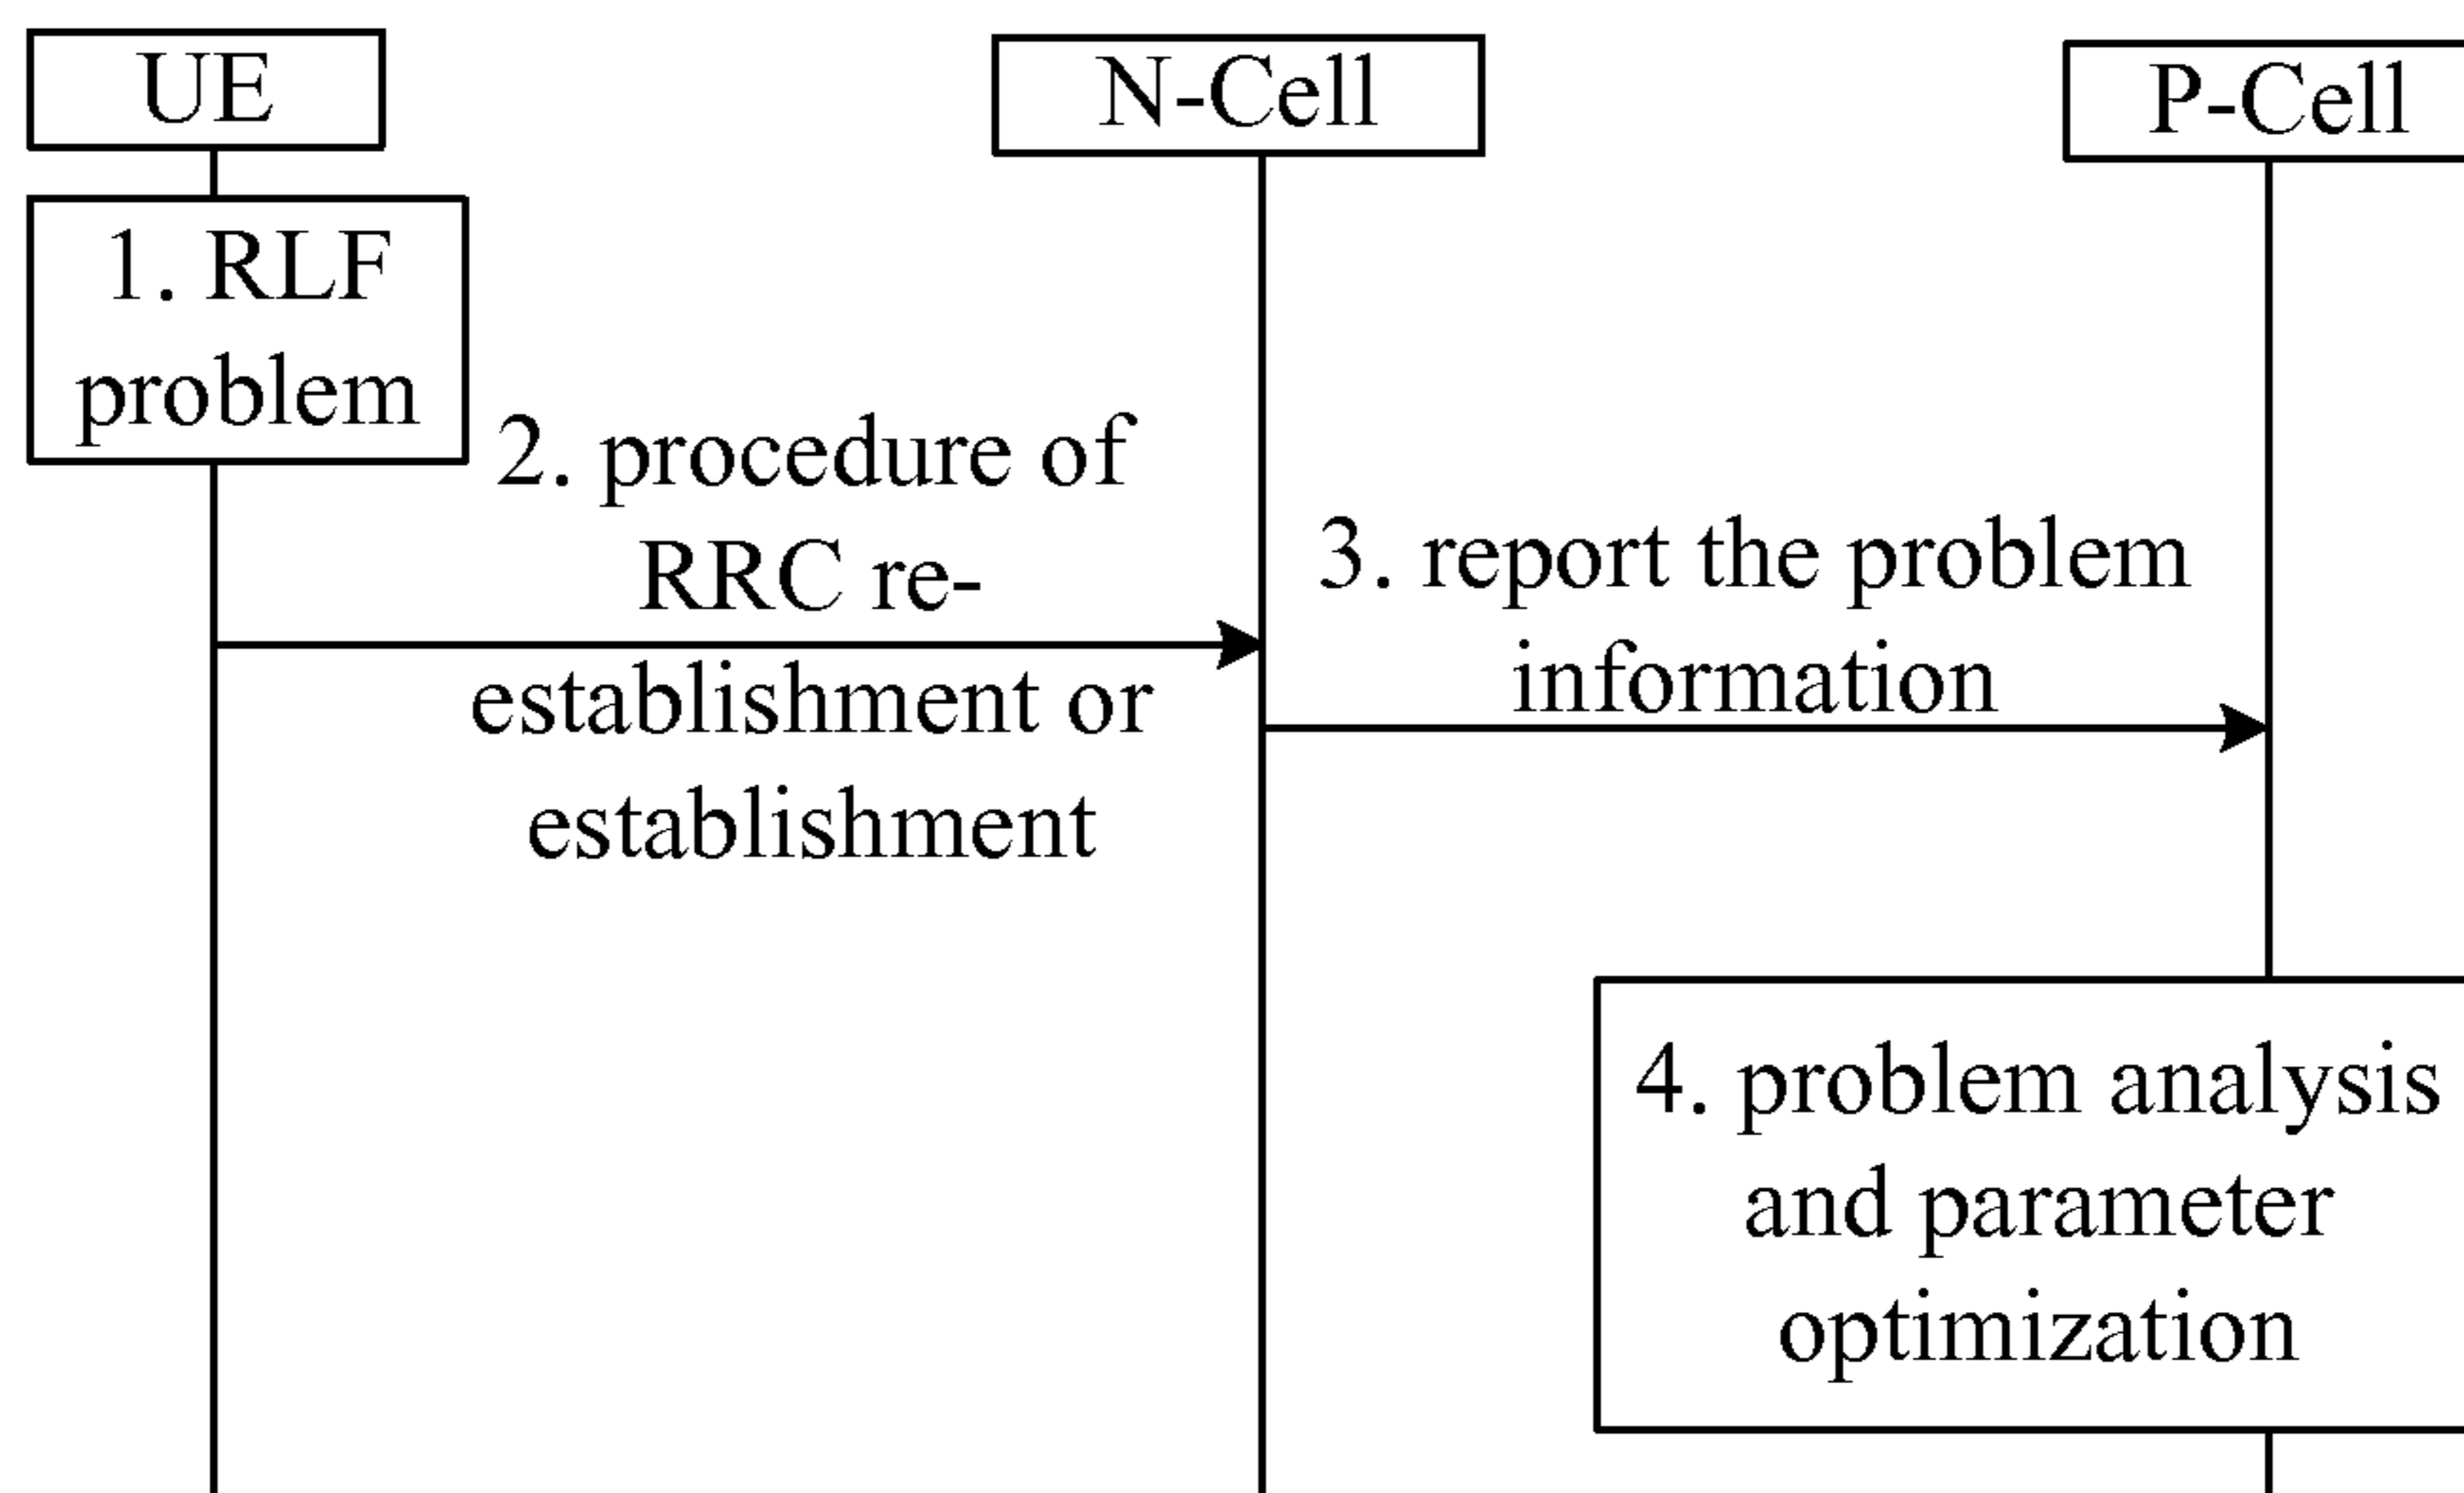 UE
N-Cell
P-Cell
1. RLF
problem
2. procedure of
RRC re-
establishment or
establishment
3. report the problem
information
4. problem analysis
and parameter
optimization